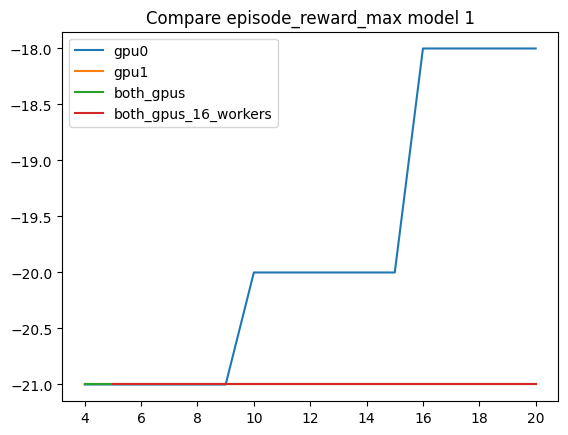 Compare episode_reward_max model 1
gpu0
gpu1
both_gpus
both_gpus_16_workers
−18.0
−18.5
−19.0
−19.5
−20.0
−20.5
−21.0
4 6 8 10 12 14 16 18 20